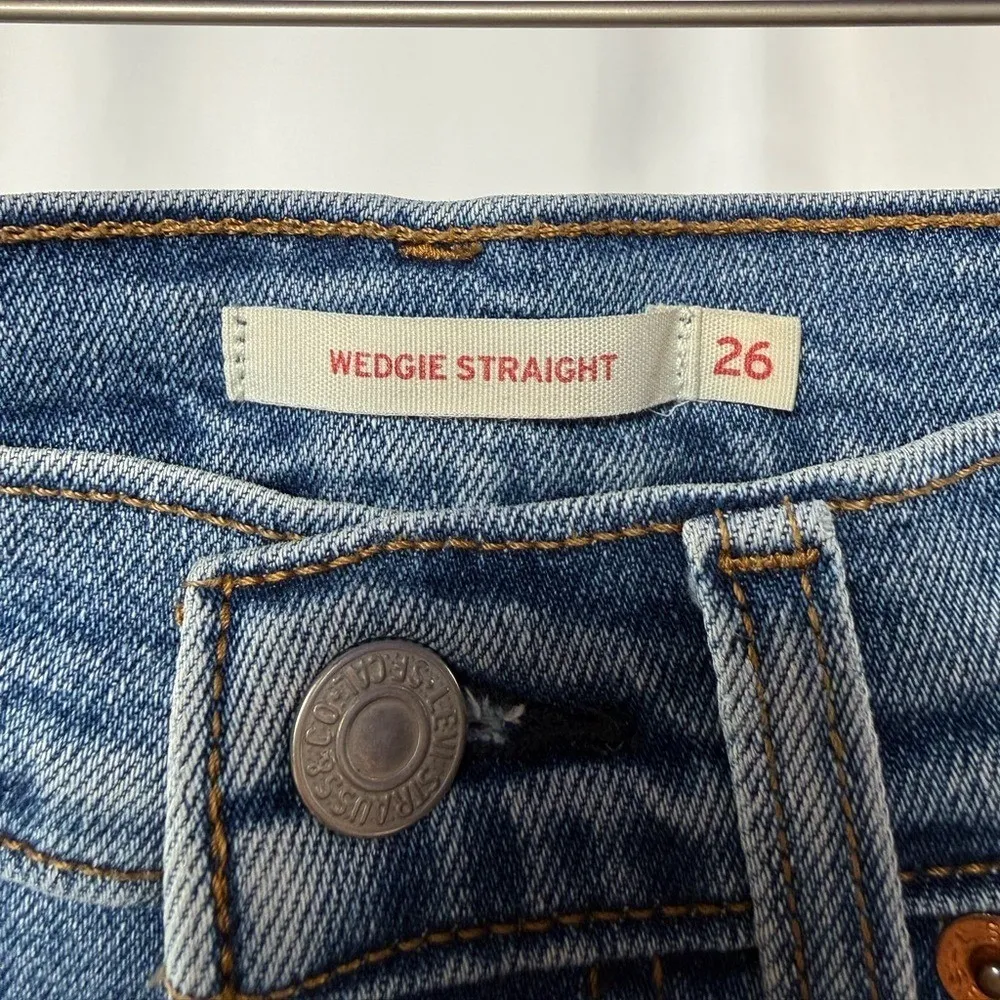 WEDGIE STRAIGHT 26
LEVI STRAUSS & CO. S.F. CAL.